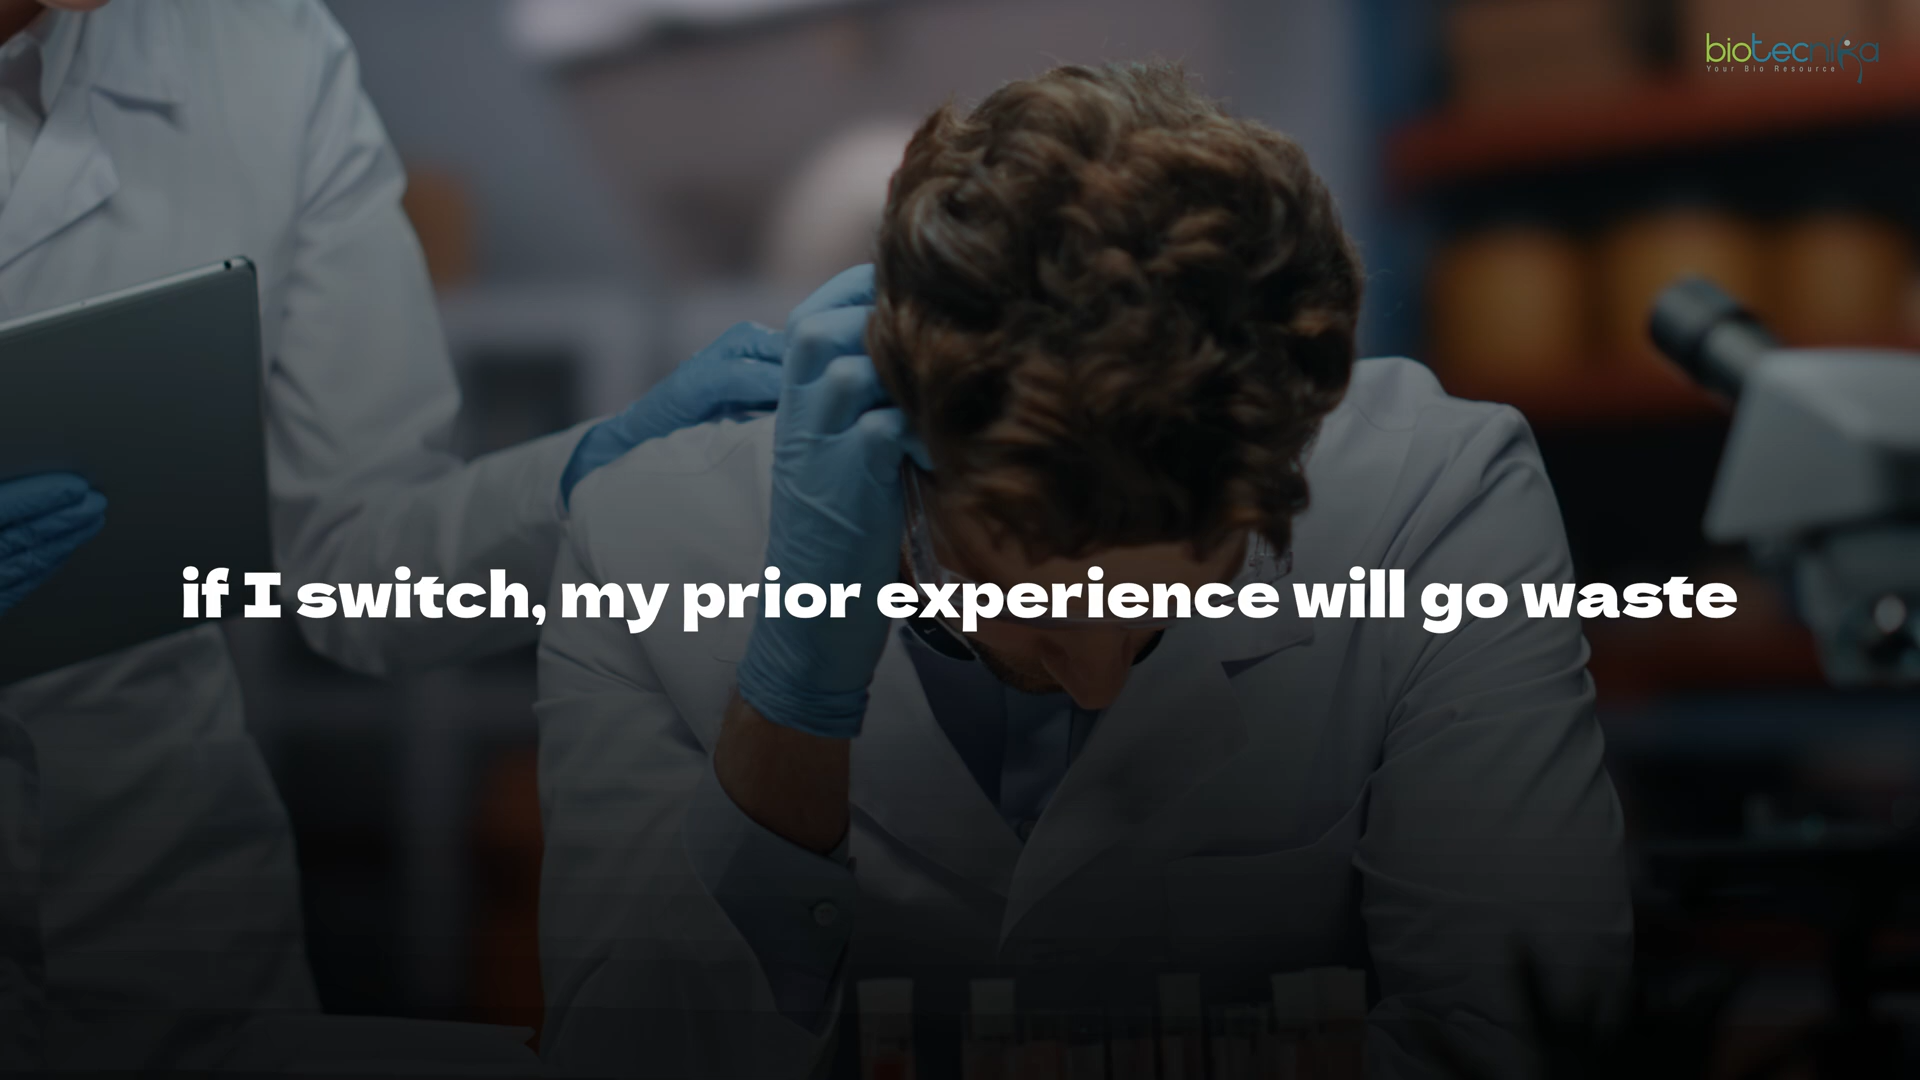 biotecnika
Your Bio Resource
if I switch, my prior experience will go waste